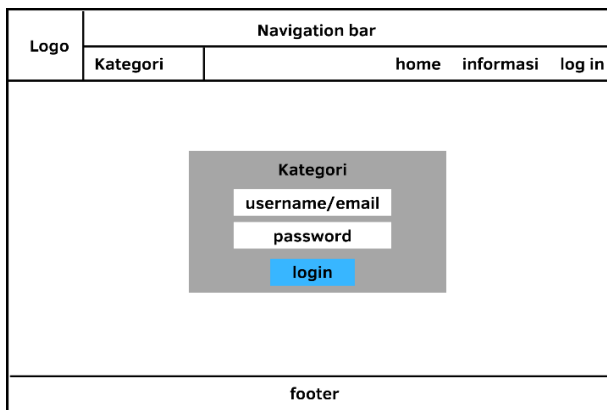 Logo
Navigation bar
Kategori home informasi log in
Kategori
username/email
password
login
footer